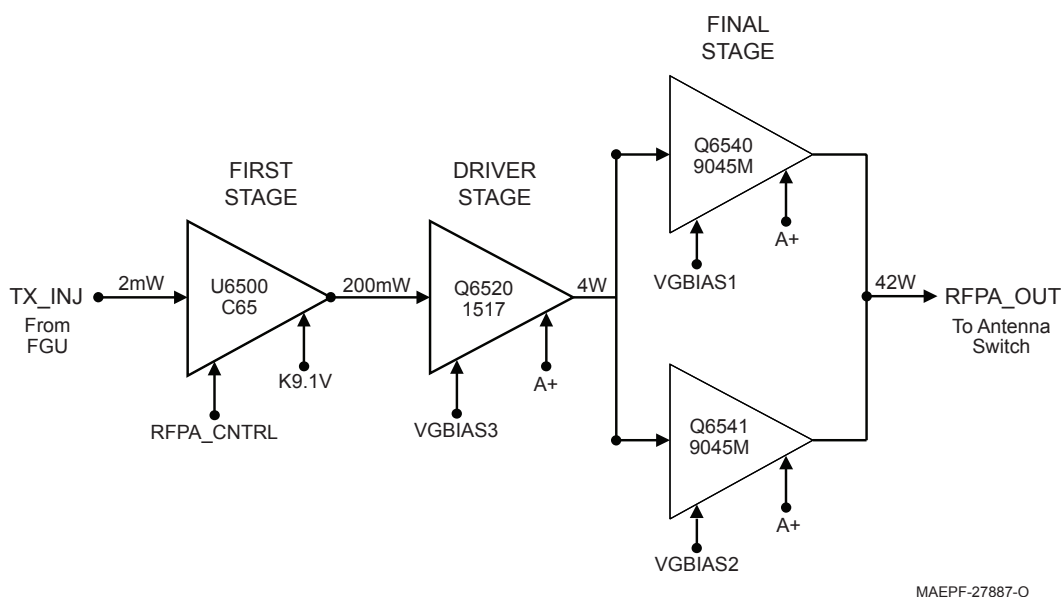 FINAL
STAGE
Q6540
9045M
A+
VGBIAS1
FIRST
STAGE
DRIVER
STAGE
TX_INJ
From
FGU
2mW
U6500
C65
200mW
Q6520
1517
4W
42W
RFPA_OUT
To Antenna
Switch
K9.1V
RFPA_CNTRL
A+
VGBIAS3
Q6541
9045M
A+
VGBIAS2
MAEPF-27887-O